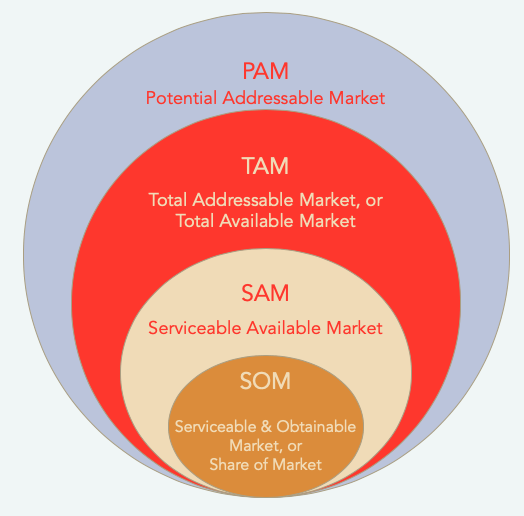 PAM
Potential Addressable Market
TAM
Total Addressable Market, or
Total Available Market
SAM
Serviceable Available Market
SOM
Serviceable & Obtainable
Market, or
Share of Market